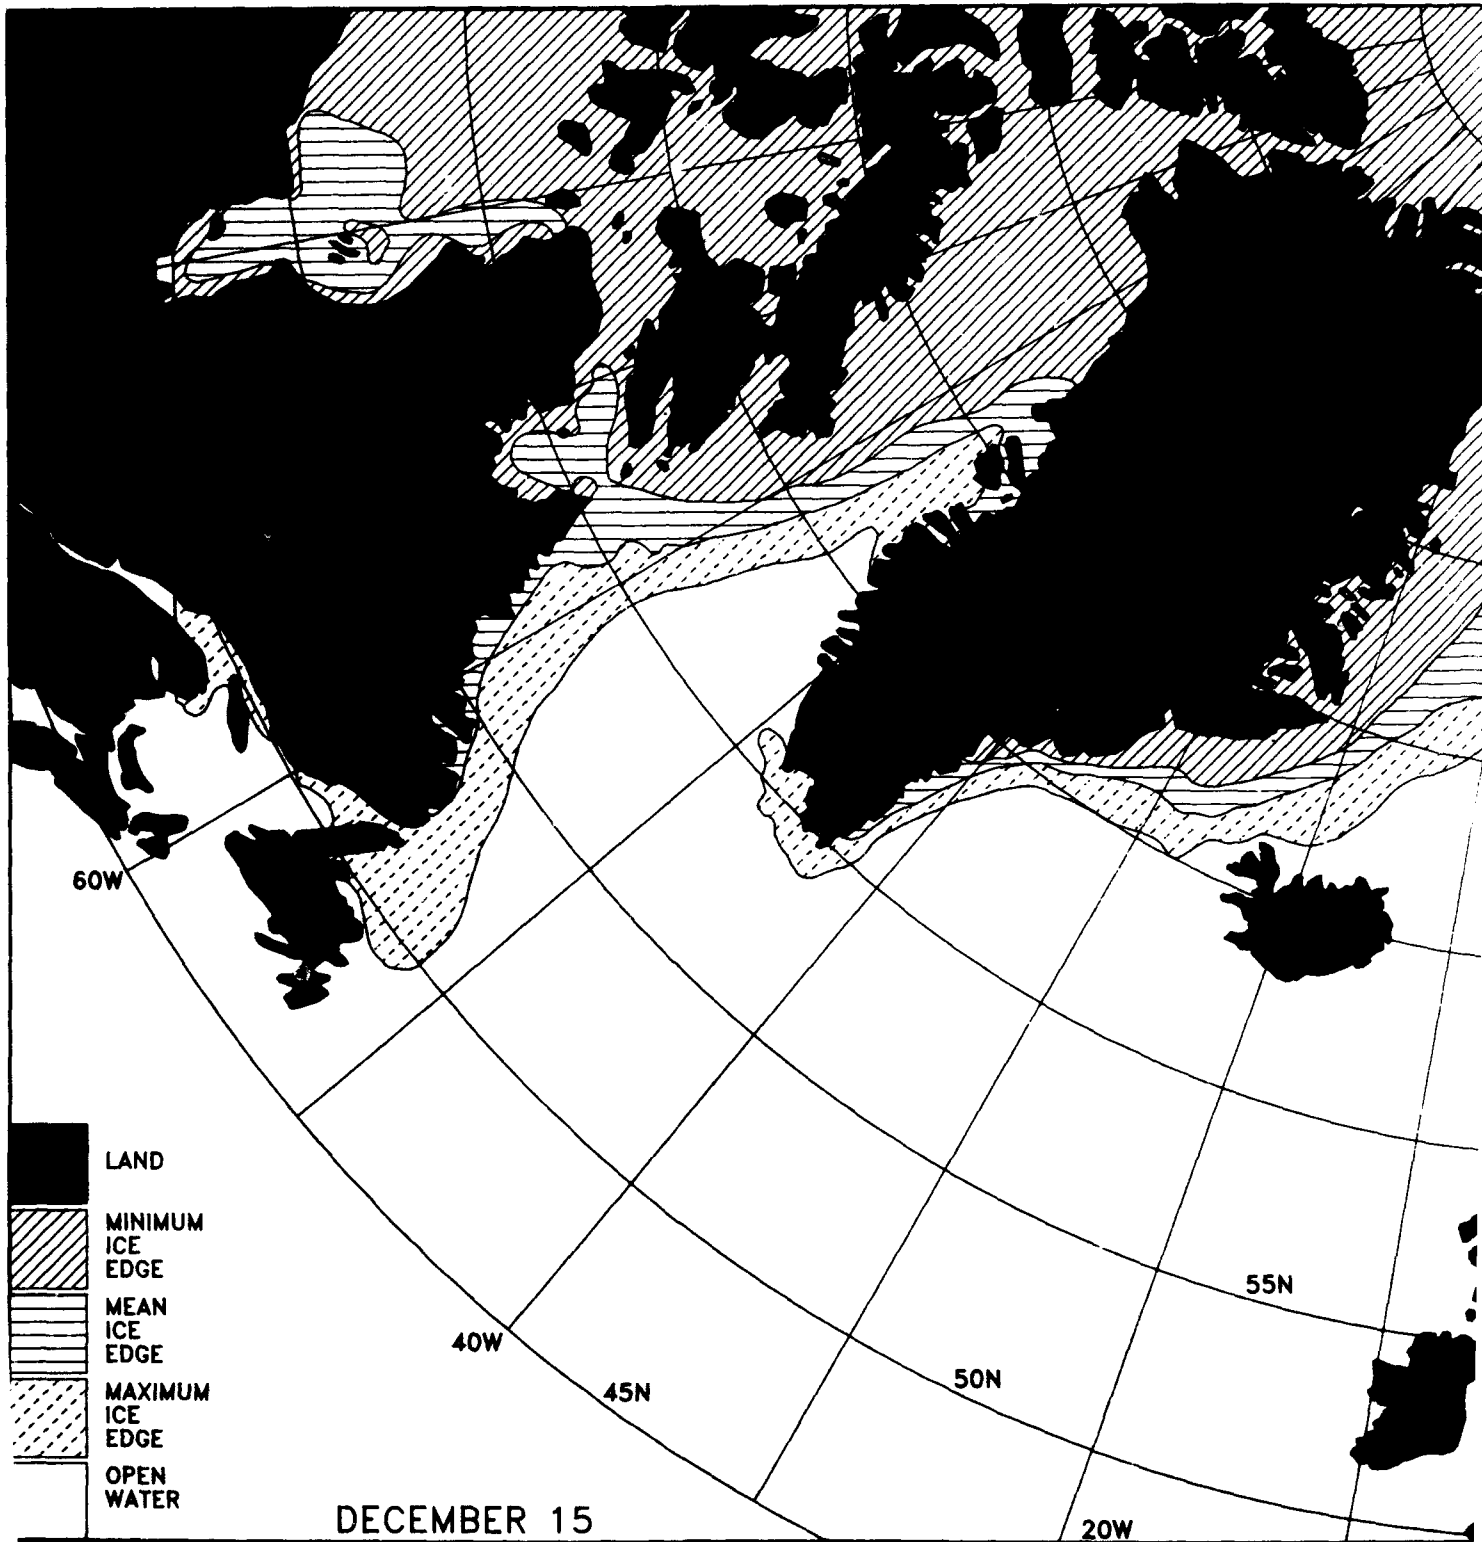 60W
LAND
MINIMUM
ICE
EDGE
MEAN
ICE
EDGE
MAXIMUM
ICE
EDGE
OPEN
WATER
55N
50N
45N
40W
20W
DECEMBER 15